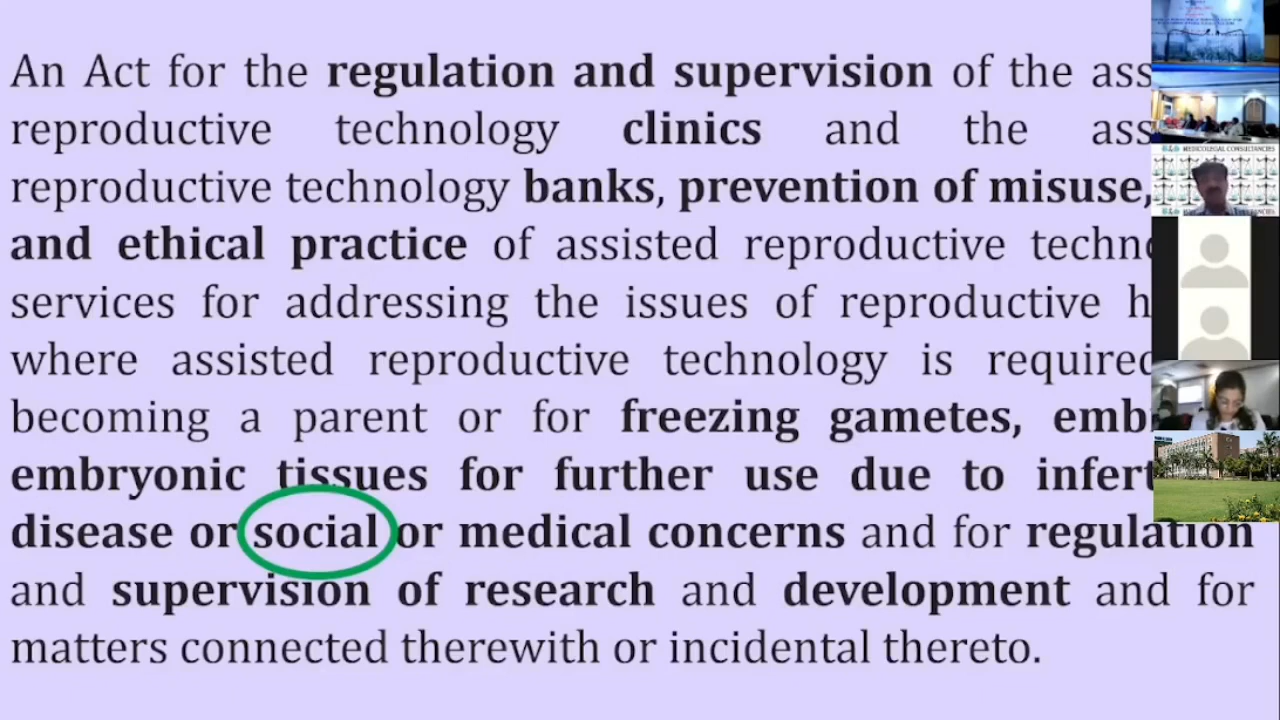 An Act for the regulation and supervision of the ass
reproductive technology clinics and the ass
reproductive technology banks, prevention of misuse,
and ethical practice of assisted reproductive techno
services for addressing the issues of reproductive h
where assisted reproductive technology is required
becoming a parent or for freezing gametes, emb
embryonic tissues for further use due to infert
disease or social or medical concerns and for regulation
and supervision of research and development and for
matters connected therewith or incidental thereto.
MEDICOLEGAL CONSULTANCIES